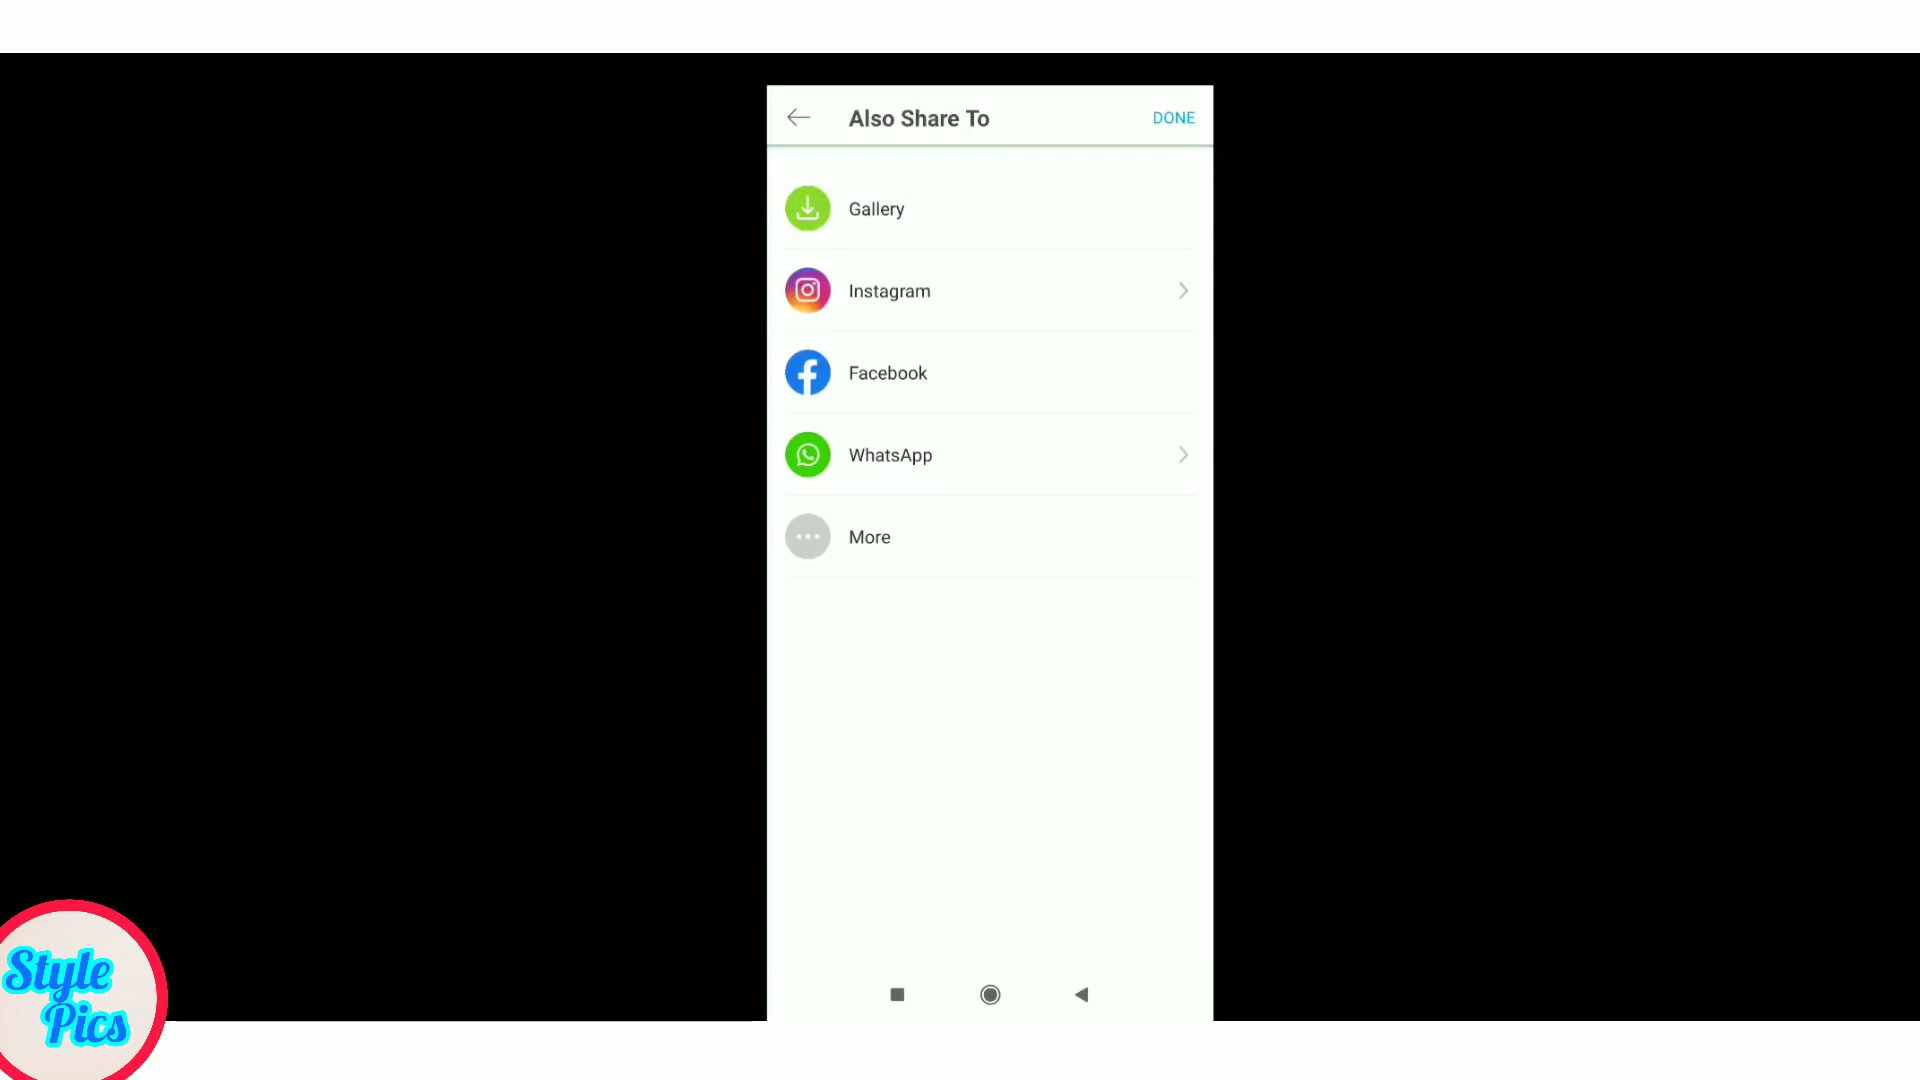 Also Share To
DONE
Gallery
Instagram
Facebook
WhatsApp
More
Style
Pics